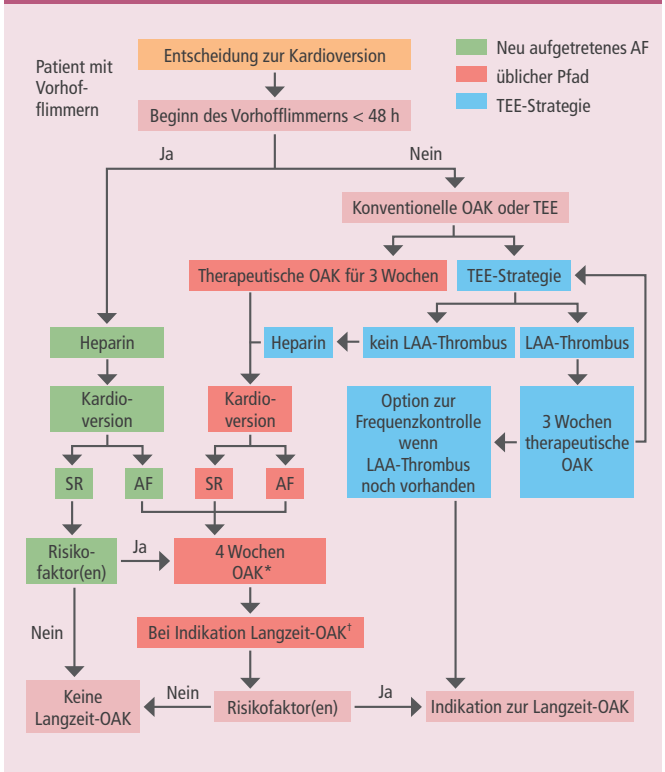 Patient mit
Vorhof-
flimmern
Entscheidung zur Kardioversion
Neu aufgetretenes AF
üblicher Pfad
TEE-Strategie
Beginn des Vorhofflimmerns < 48 h
Ja
Nein
Konventionelle OAK oder TEE
Therapeutische OAK für 3 Wochen
TEE-Strategie
Heparin
Heparin
kein LAA-Thrombus
LAA-Thrombus
Kardio-
version
Kardio-
version
Option zur
Frequenzkontrolle
wenn
LAA-Thrombus
noch vorhanden
3 Wochen
therapeutische
OAK
SR
AF
SR
AF
Risiko-
faktor(en)
Ja
4 Wochen
OAK*
Nein
Bei Indikation Langzeit-OAK†
Keine
Langzeit-OAK
Nein
Risikofaktor(en)
Ja
Indikation zur Langzeit-OAK